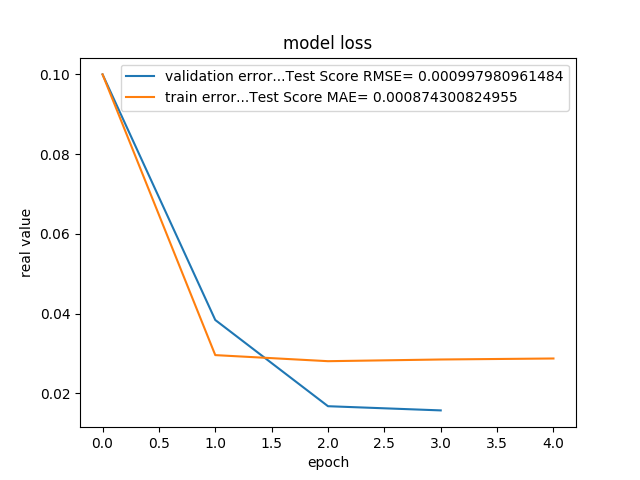 model loss
validation error...Test Score RMSE= 0.000997980961484
train error...Test Score MAE= 0.000874300824955
real value
0.10
0.08
0.06
0.04
0.02
0.0
0.5
1.0
1.5
2.0
2.5
3.0
3.5
4.0
epoch